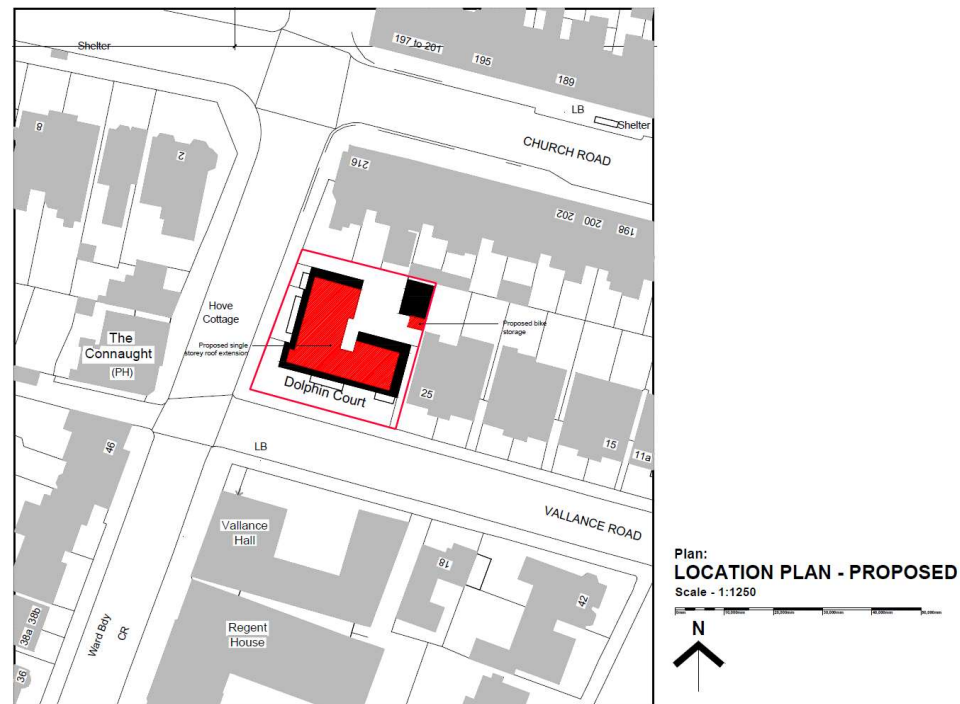 Shelter
197 to 201
195
189
LB
Shelter
CHURCH ROAD
8
2
216
202
200
198
Hove
Cottage
The
Connaught
(PH)
Proposed single
storey roof extension
Proposed bike
storage
Dolphin Court
25
15
11a
46
LB
VALLANCE ROAD
Vallance
Hall
18
42
Regent
House
Ward Bdy
CR
38a 38b
36
Plan:
LOCATION PLAN - PROPOSED
Scale - 1:1250
N